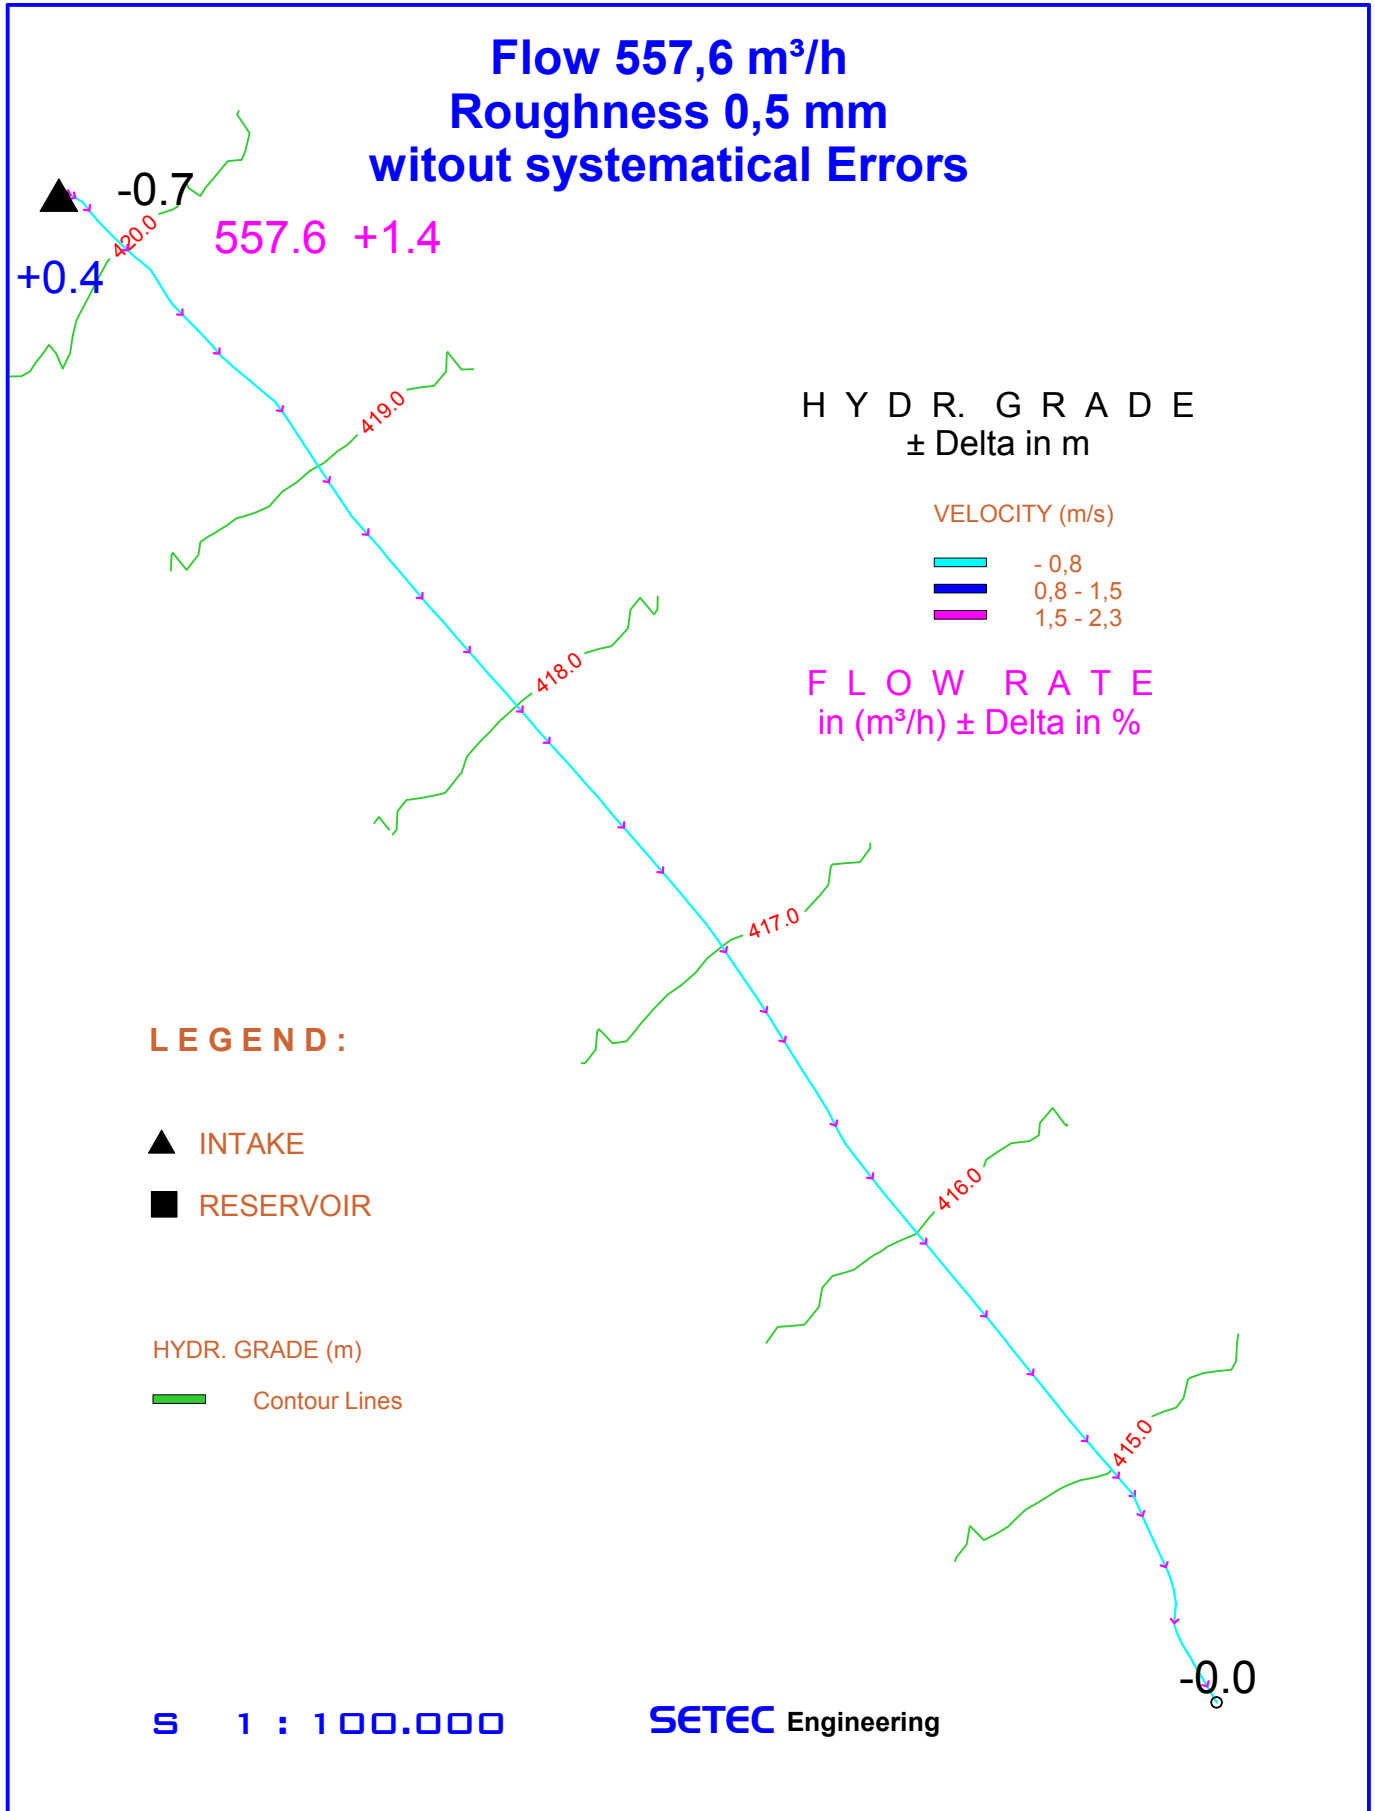 Flow 557,6 m³/h
Roughness 0,5 mm
witout systematical Errors
-0.7
420.0
557.6 +1.4
+0.4
419.0
H Y D R. G R A D E
± Delta in m
VELOCITY (m/s)
- 0,8
0,8 - 1,5
1,5 - 2,3
418.0
F L O W R A T E
in (m³/h) ± Delta in %
417.0
L E G E N D :
INTAKE
416.0
RESERVOIR
HYDR. GRADE (m)
Contour Lines
415.0
-0.0
S 1 : 100.000
SETEC Engineering